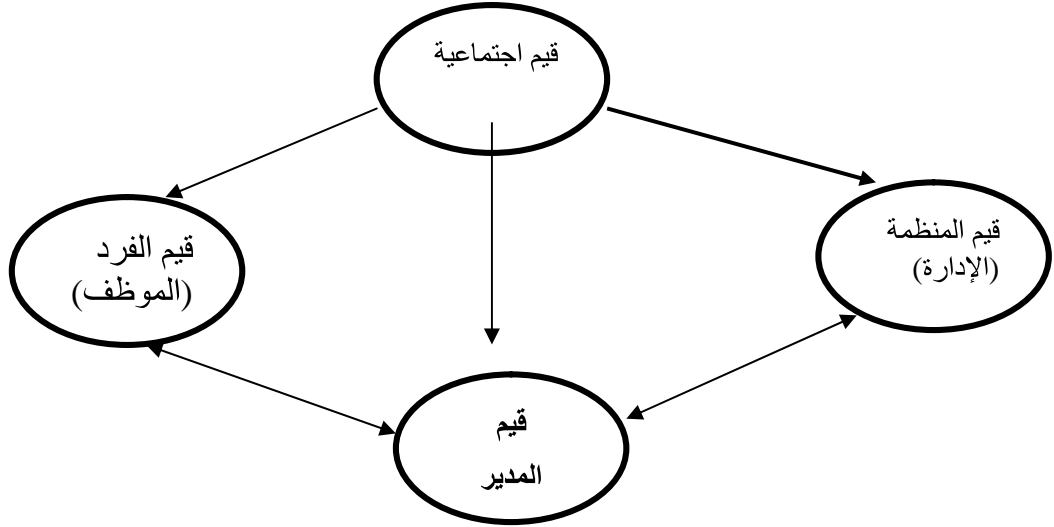 قيم اجتماعية
قيم المنظمة
(الإدارة)
قيم الفرد
(الموظف)
قيم
المدير